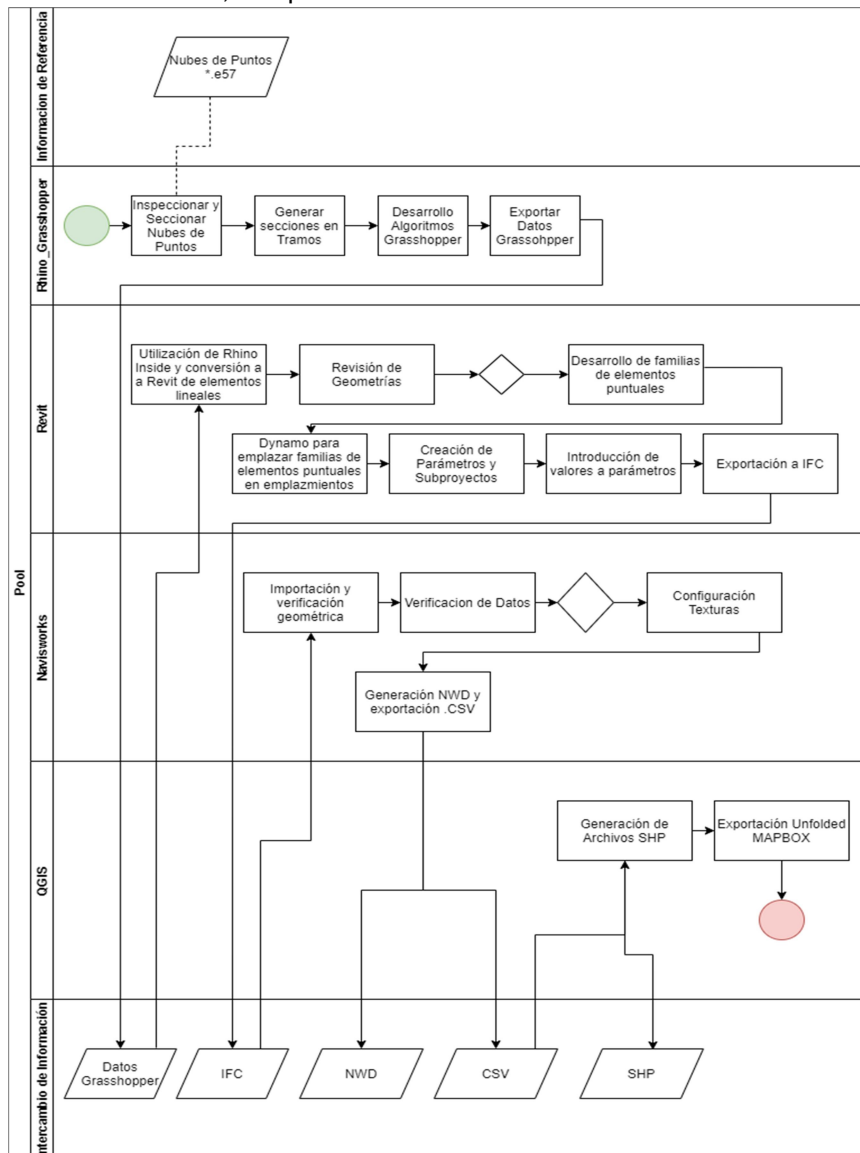 Pool
Informacion de Referencia
Nubes de Puntos
*.e57
Rhino_Grasshopper
Inspeccionar y
Seccionar
Nubes de
Puntos
Generar
secciones en
Tramos
Desarrollo
Algoritmos
Grasshopper
Exportar
Datos
Grassohpper
Revit
Utilización de Rhino
Inside y conversión a
a Revit de elementos
lineales
Revisión de
Geometrías
Desarrollo de familias
de elementos
puntuales
Dynamo para
emplazar familias de
elementos puntuales
en emplazmientos
Creación de
Parámetros y
Subproyectos
Introducción de
valores a parámetros
Exportación a IFC
Navisworks
Importación y
verificación
geométrica
Verificacion de Datos
Configuración
Texturas
Generación NWD y
exportación .CSV
QGIS
Generación de
Archivos SHP
Exportación Unfolded
MAPBOX
Intercambio de Información
Datos
Grasshopper
IFC
NWD
CSV
SHP